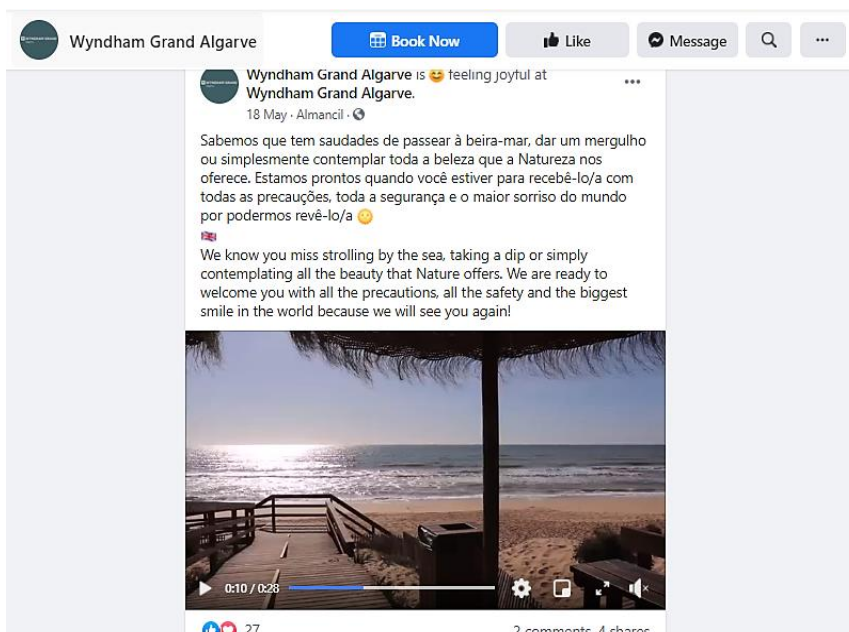 Wyndham Grand Algarve
Book Now
Like
Message
Wyndham Grand Algarve is feeling joyful at
Wyndham Grand Algarve.
18 May · Almancil ·
Sabemos que tem saudades de passear à beira-mar, dar um mergulho
ou simplesmente contemplar toda a beleza que a Natureza nos
oferece. Estamos prontos quando você estiver para recebê-lo/a com
todas as precauções, toda a segurança e o maior sorriso do mundo
por podermos revê-lo/a
We know you miss strolling by the sea, taking a dip or simply
contemplating all the beauty that Nature offers. We are ready to
welcome you with all the precautions, all the safety and the biggest
smile in the world because we will see you again!
0:10 / 0:28
27
2 comments 4 shares